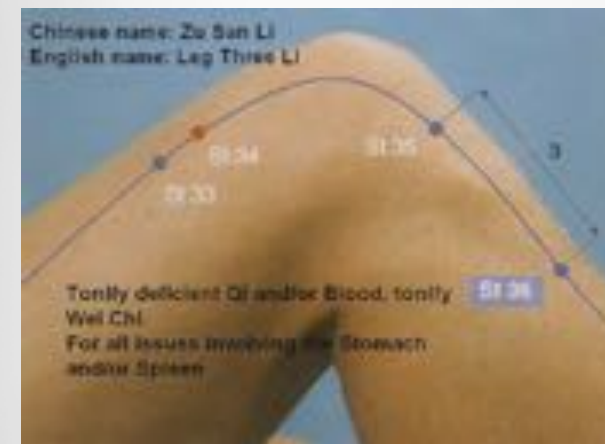 Chinese name: Zu San Li
English name: Leg Three Li
St 34
St 35
3
St 33
Tonify deficient Qi and/or Blood, tonify
St 36
Wei Chi
For all issues involving the Stomach
and/or Spleen